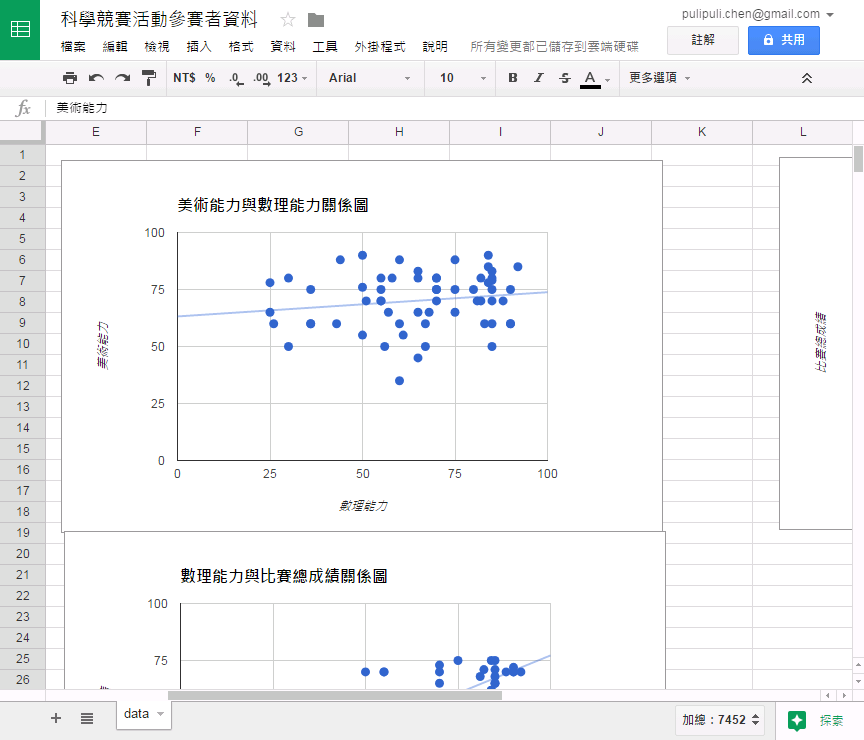 科學競賽活動參賽者資料
pulipuli.chen@gmail.com
檔案 編輯 檢視 插入 格式 資料 工具 外掛程式 說明 所有變更都已儲存到雲端硬碟
註解
共用
NT$ % .0 .00 123 Arial 10 B I S A 更多選項
fx 美術能力
E F G H I J K L
1
2
3
4
5
6
7
8
9
10
11
12
13
14
15
16
17
18
19
20
21
22
23
24
25
26
美術能力與數理能力關係圖
100
75
50
25
0
0 25 50 75 100
美術能力
數理能力
比賽總成績
數理能力與比賽總成績關係圖
100
75
data
加總：7452
探索